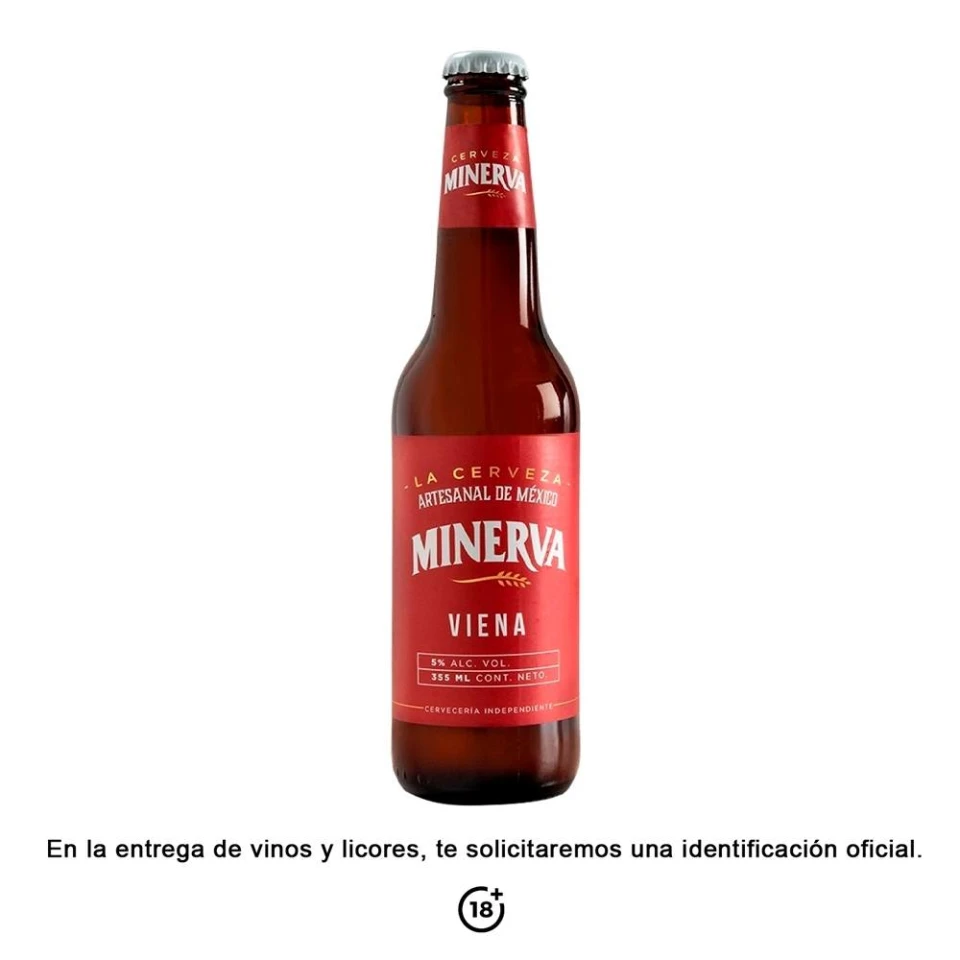 CERVEZA
MINERVA
- LA CERVEZA -
ARTESANAL DE MÉXICO
MINERVA
VIENA
5% ALC. VOL.
355 ML CONT. NETO.
CERVECERÍA INDEPENDIENTE
En la entrega de vinos y licores, te solicitaremos una identificación oficial.
18+